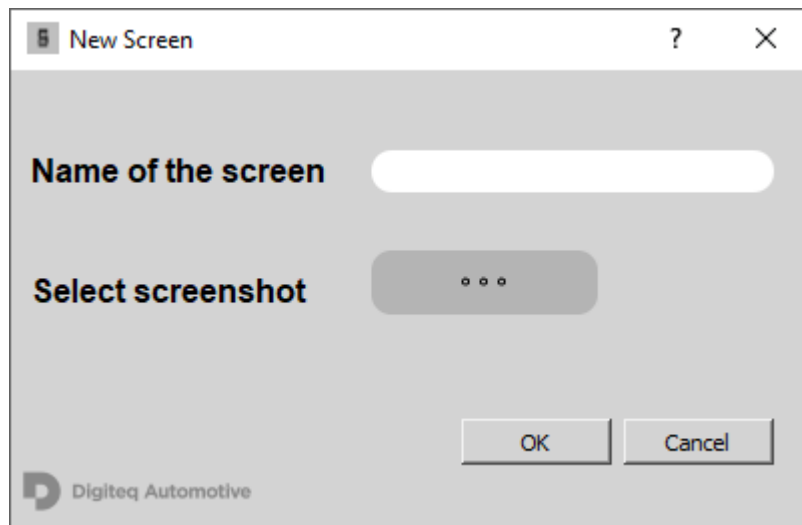 New Screen
Name of the screen
Select screenshot
OK Cancel
Digiteq Automotive